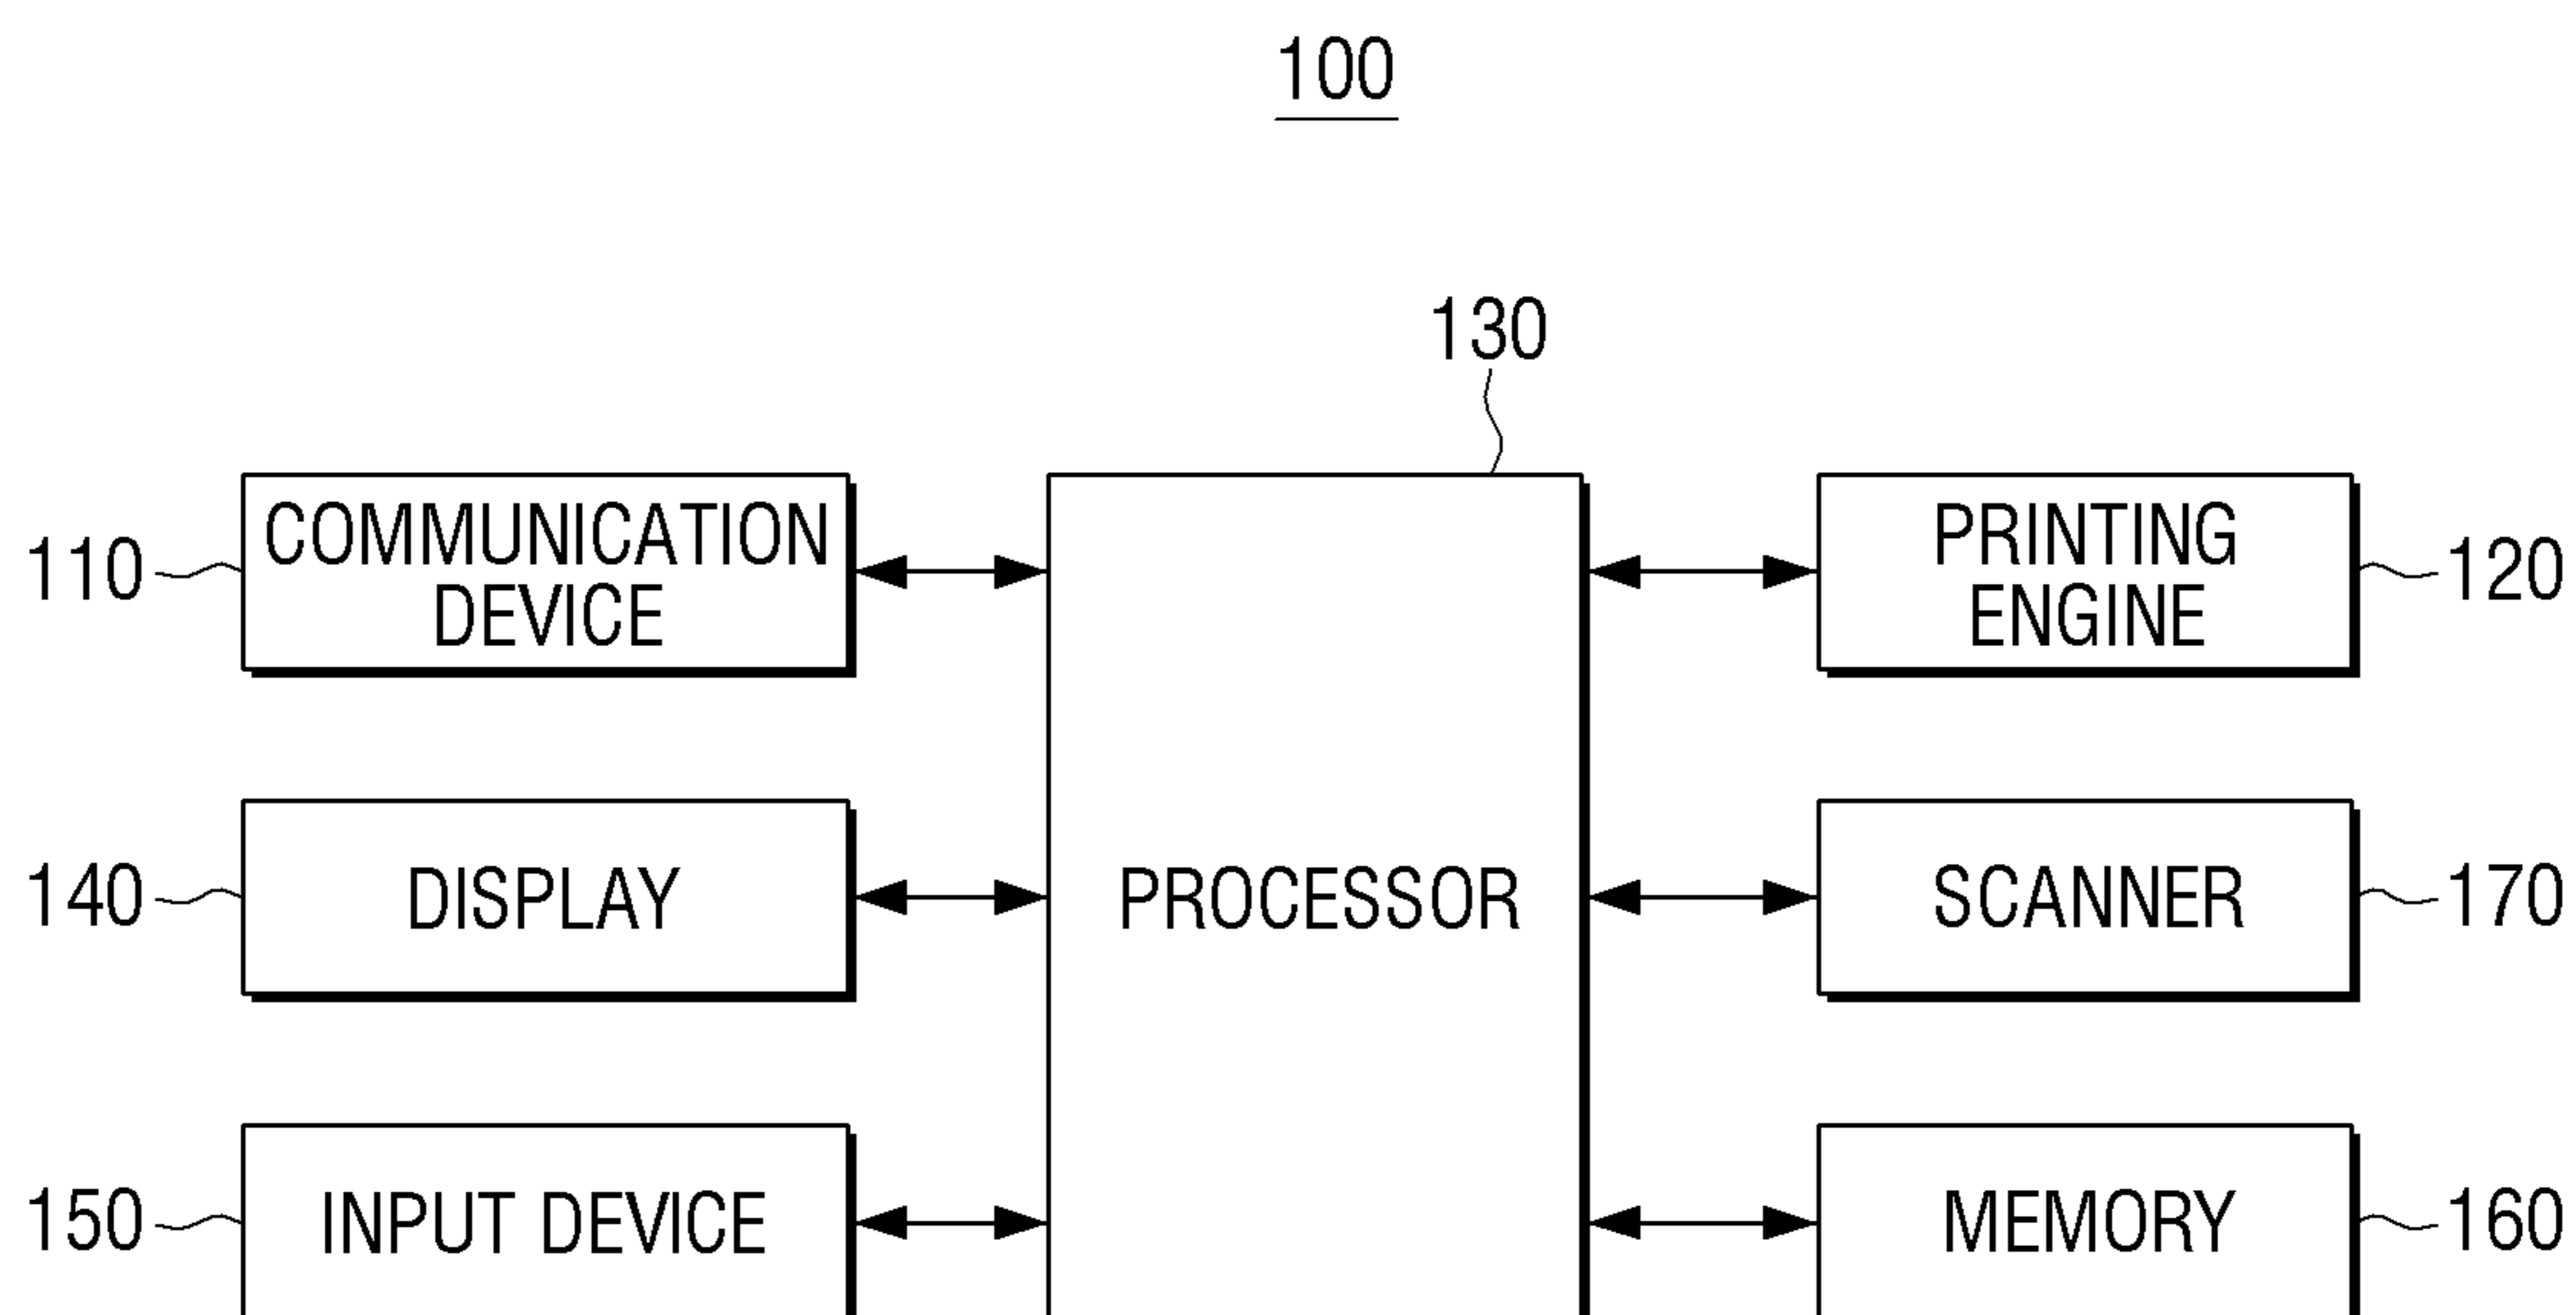 100
130
110
COMMUNICATION
DEVICE
PRINTING
ENGINE
120
140
DISPLAY
PROCESSOR
SCANNER
170
150
INPUT DEVICE
MEMORY
160